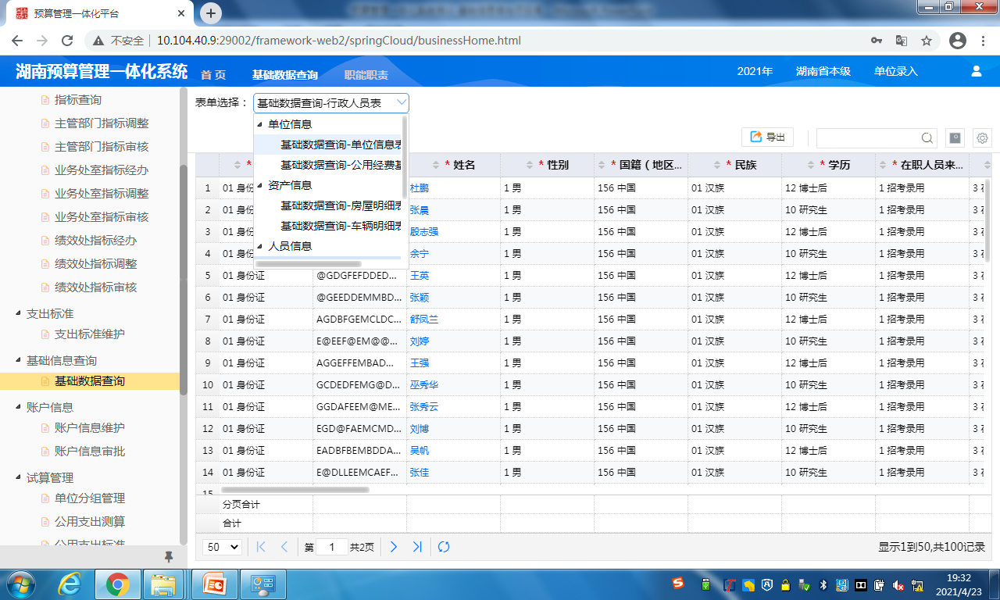 预算管理一体化平台
不安全 10.104.40.9:29002/framework-web2/springCloud/businessHome.html
湖南预算管理一体化系统 首页 基础数据查询 职能职责 2021年 湖南省本级 单位录入
指标查询
主管部门指标调整
主管部门指标审核
业务处室指标经办
业务处室指标调整
业务处室指标审核
绩效处指标经办
绩效处指标调整
绩效处指标审核
支出标准
支出标准维护
基础信息查询
基础数据查询
账户信息
账户信息维护
账户信息审批
试算管理
单位分组管理
公用支出测算
公用支出标准
表单选择： 基础数据查询-行政人员表
单位信息
基础数据查询-单位信息表
基础数据查询-公用经费基
资产信息
基础数据查询-房屋明细表
基础数据查询-车辆明细表
人员信息
导出
* * 姓名 * 性别 * 国籍（地区... * 民族 * 学历 * 在职人员来...
1 01 身份 杜鹏 1 男 156 中国 01 汉族 12 博士后 1 招考录用 3
2 01 身份 张晨 1 男 156 中国 01 汉族 10 研究生 1 招考录用 3
3 01 身份 殷志强 1 男 156 中国 01 汉族 12 博士后 1 招考录用 3
4 01 身份 余宁 1 男 156 中国 01 汉族 10 研究生 1 招考录用 3
5 01 身份证 @GDGFEFDDED... 王英 1 男 156 中国 01 汉族 12 博士后 1 招考录用 3
6 01 身份证 @GEEDDEMMBD... 张颖 1 男 156 中国 01 汉族 10 研究生 1 招考录用 3
7 01 身份证 AGDBFGEMCLDC... 舒凤兰 1 男 156 中国 01 汉族 12 博士后 1 招考录用 3
8 01 身份证 E@EEF@EM@@... 刘婷 1 男 156 中国 01 汉族 10 研究生 1 招考录用 3
9 01 身份证 AGGEFFEMBAD... 王强 1 男 156 中国 01 汉族 12 博士后 1 招考录用 3
10 01 身份证 GCDEDFEMG@D... 巫秀华 1 男 156 中国 01 汉族 10 研究生 1 招考录用 3
11 01 身份证 GGDAFEEM@ME... 张秀云 1 男 156 中国 01 汉族 12 博士后 1 招考录用 3
12 01 身份证 EGD@FAEMCMD... 刘博 1 男 156 中国 01 汉族 10 研究生 1 招考录用 3
13 01 身份证 EADBFBEMBDDA... 吴帆 1 男 156 中国 01 汉族 12 博士后 1 招考录用 3
14 01 身份证 E@DLLEEMCAEF... 张佳 1 男 156 中国 01 汉族 10 研究生 1 招考录用 3
15
分页合计
合计
50 第 1 共2页 显示1到50,共100记录
19:32
2021/4/23